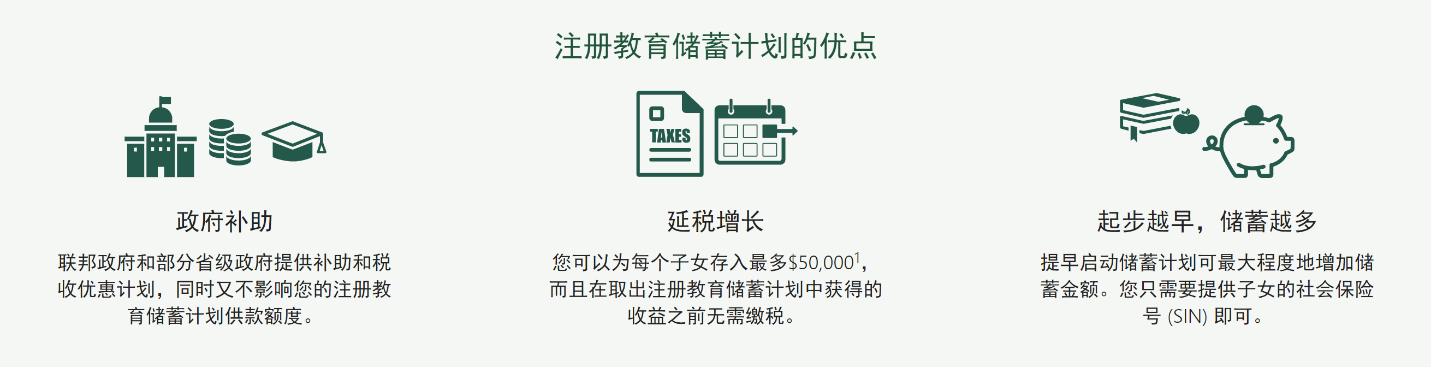 注册教育储蓄计划的优点
TAXES
政府补助
联邦政府和部分省级政府提供补助和税
收优惠计划，同时又不影响您的注册教
育储蓄计划供款额度。
延税增长
您可以为每个子女存入最多$50,000¹，
而且在取出注册教育储蓄计划中获得的
收益之前无需缴税。
起步越早，储蓄越多
提早启动储蓄计划可最大程度地增加储
蓄金额。您只需要提供子女的社会保险
号 (SIN) 即可。